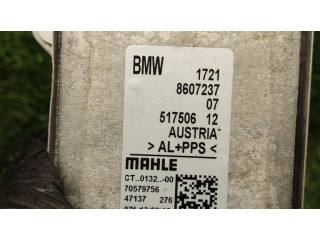 BMW 1721
8607237
07
517506 12
AUSTRIA
> AL+PPS <
MAHLE
CT..0132..-00
70579756
47137 276